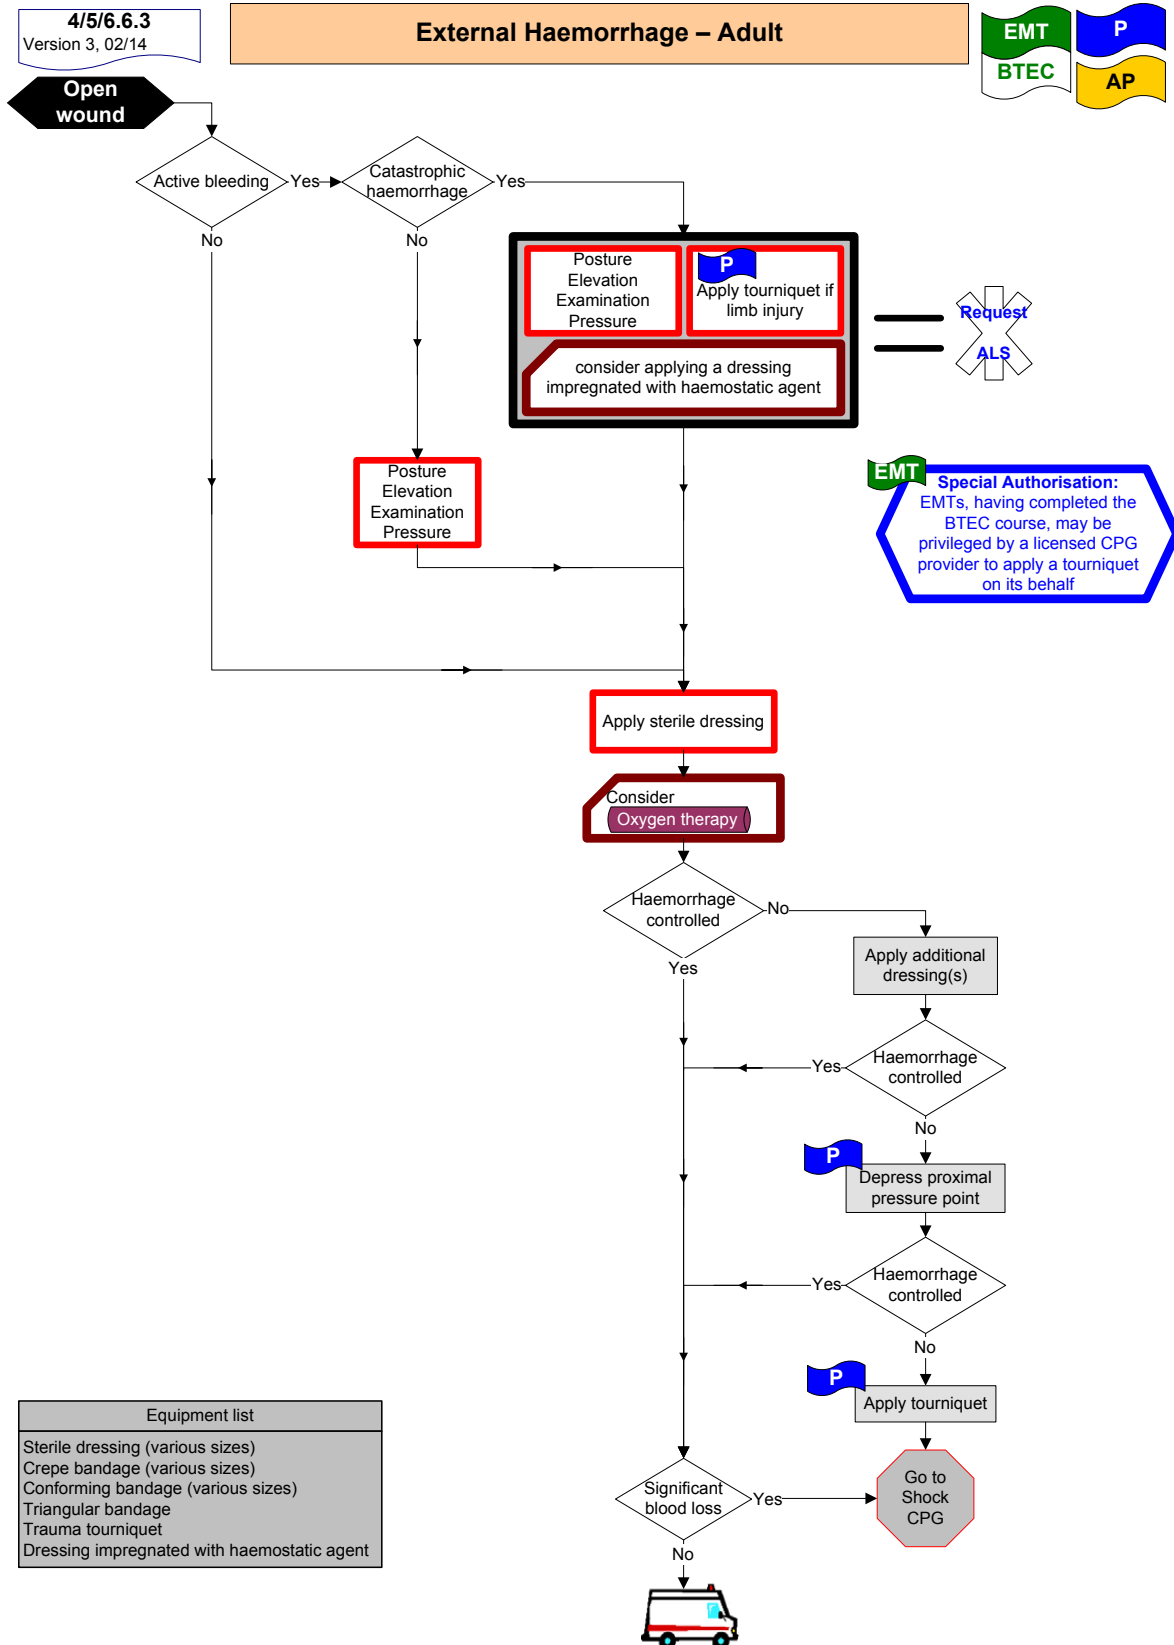 4/5/6.6.3
Version 3, 02/14
External Haemorrhage – Adult
EMT
P
BTEC
AP
Open
wound
Active bleeding
Yes
Catastrophic
haemorrhage
Yes
No
No
Posture
Elevation
Examination
Pressure
P
Apply tourniquet if
limb injury
consider applying a dressing
impregnated with haemostatic agent
Request
ALS
Posture
Elevation
Examination
Pressure
EMT
Special Authorisation:
EMTs, having completed the
BTEC course, may be
privileged by a licensed CPG
provider to apply a tourniquet
on its behalf
Apply sterile dressing
Consider
Oxygen therapy
Haemorrhage
controlled
No
Yes
Apply additional
dressing(s)
Haemorrhage
controlled
Yes
No
P
Depress proximal
pressure point
Haemorrhage
controlled
Yes
No
P
Apply tourniquet
Equipment list
Sterile dressing (various sizes)
Crepe bandage (various sizes)
Conforming bandage (various sizes)
Triangular bandage
Trauma tourniquet
Dressing impregnated with haemostatic agent
Significant
blood loss
Yes
Go to
Shock
CPG
No